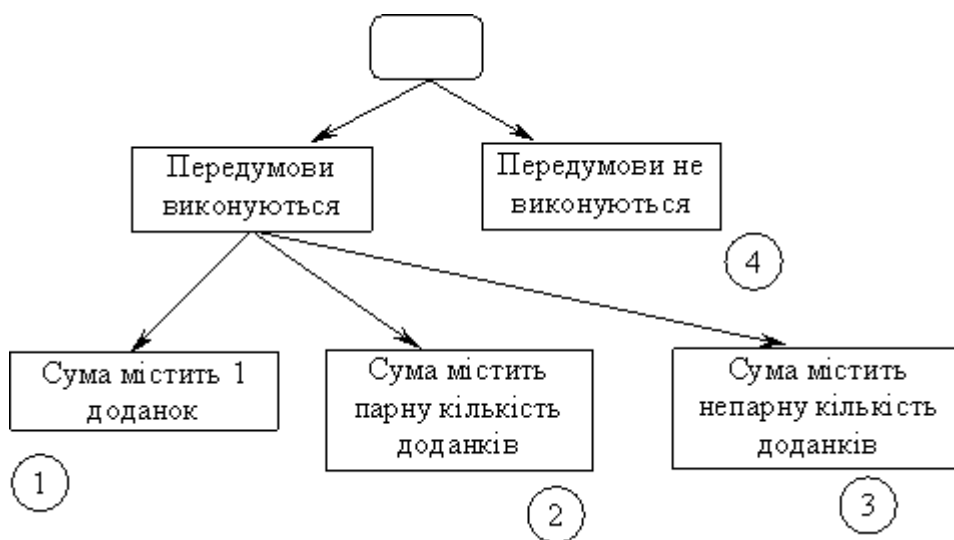 Передумови
виконуються
Передумови не
виконуються
4
Сума містить 1
доданок
Сума містить
парну кількість
доданків
Сума містить
непарну кількість
доданків
1
2
3